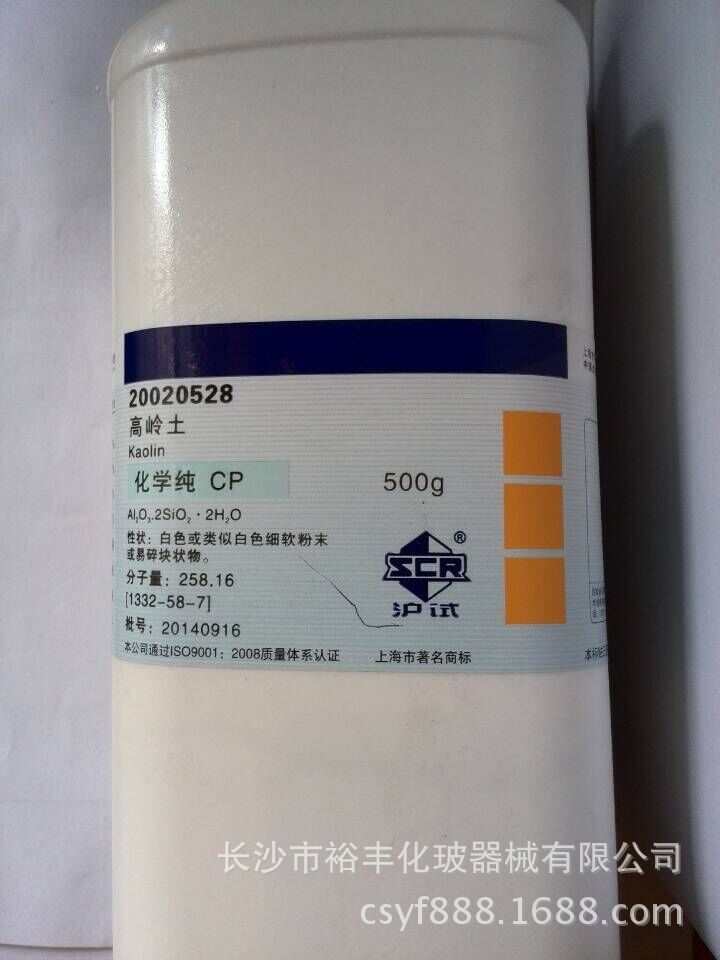 20020528
高岭土
Kaolin
化学纯 CP
500g
Al₂O₃.2SiO₂·2H₂O
性状：白色或类似白色细软粉末
或易碎块状物。
分子量：258.16
[1332-58-7]
批号：20140916
SCR®
沪试
本公司通过ISO9001：2008质量体系认证
上海市著名商标
长沙市裕丰化玻器械有限公司
csyf888.1688.com